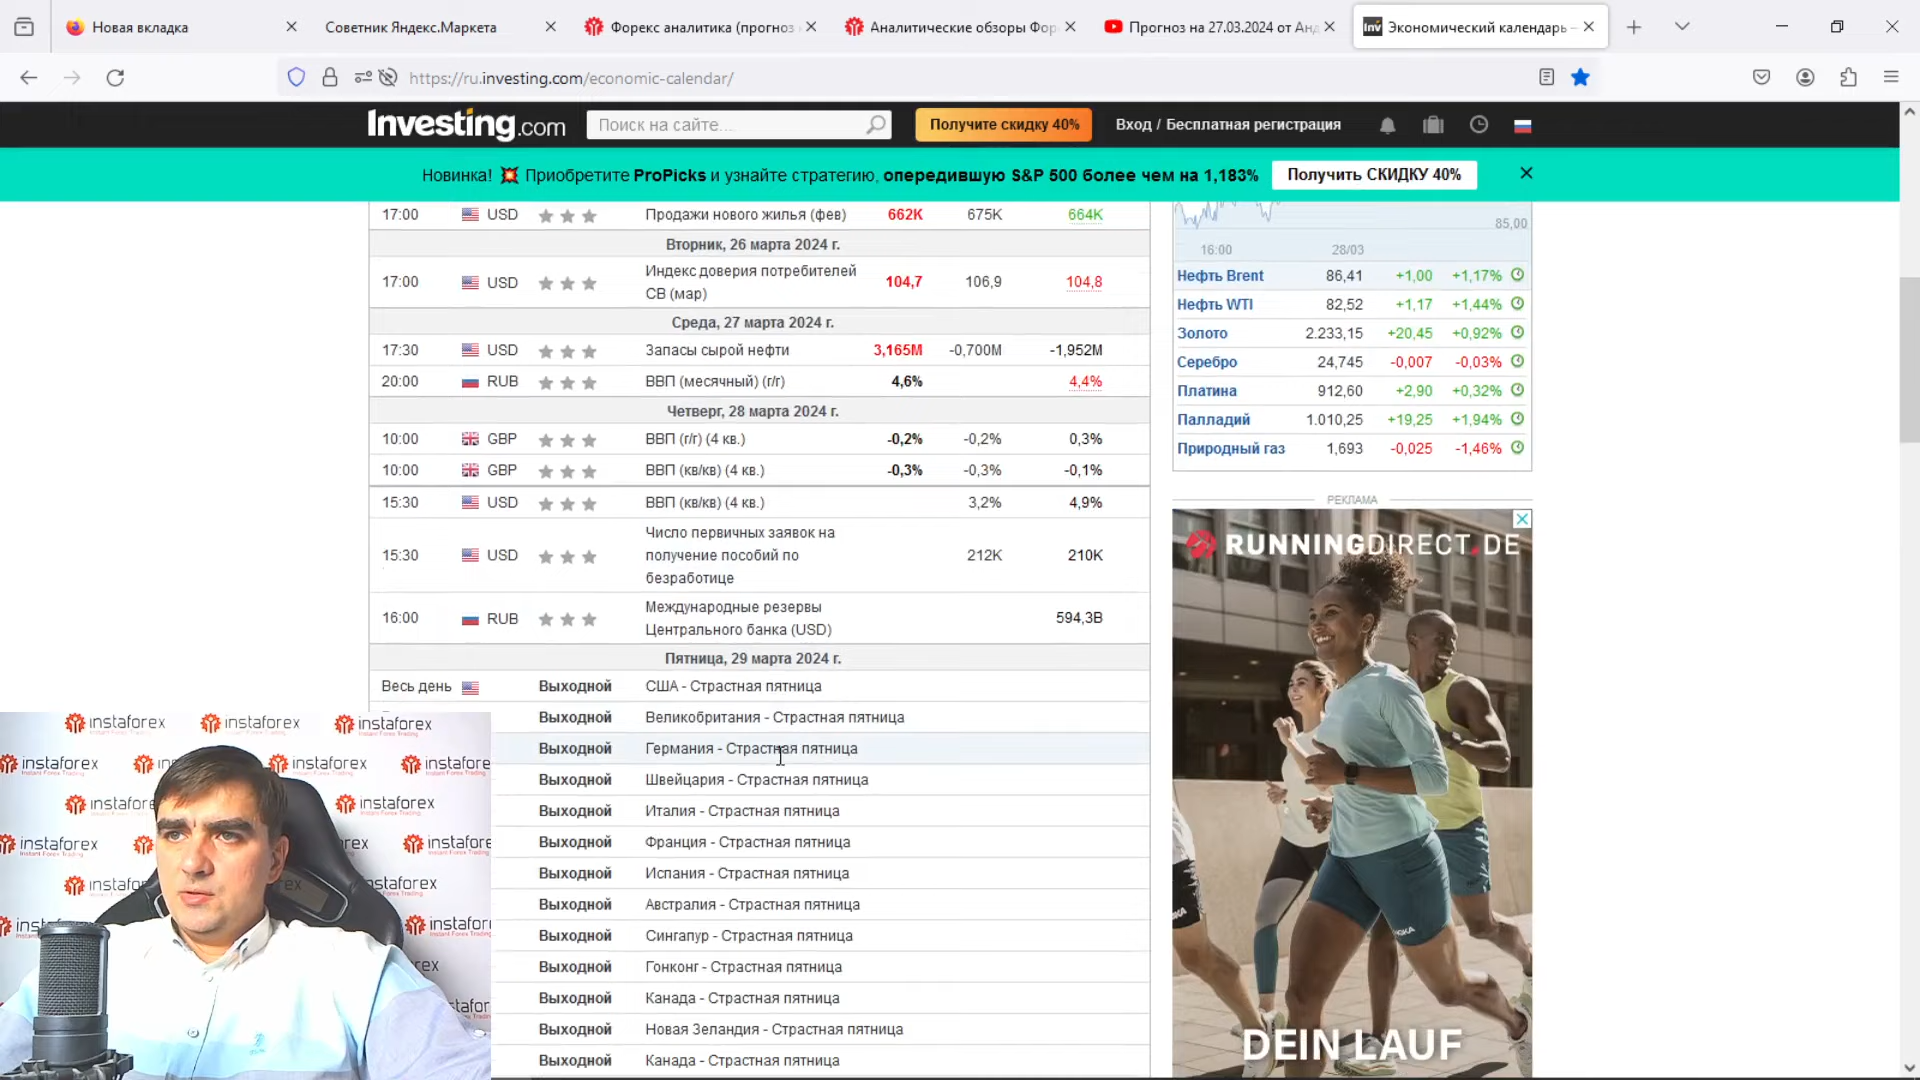 Новая вкладка
Советник Яндекс.Маркета
Форекс аналитика (прогноз
Аналитические обзоры Фор
Прогноз на 27.03.2024 от Анд
Экономический календарь –
https://ru.investing.com/economic-calendar/
Investing.com
Поиск на сайте...
Получите скидку 40%
Вход / Бесплатная регистрация
Новинка! 💥 Приобретите ProPicks и узнайте стратегию, опередившую S&P 500 более чем на 1,183%
Получить СКИДКУ 40%
17:00 USD Продажи нового жилья (фев) 662K 675K 664K
Вторник, 26 марта 2024 г.
17:00 USD Индекс доверия потребителей 104,7 106,9 104,8
CB (мар)
Среда, 27 марта 2024 г.
17:30 USD Запасы сырой нефти 3,165M -0,700M -1,952M
20:00 RUB ВВП (месячный) (г/г) 4,6% 4,4%
Четверг, 28 марта 2024 г.
10:00 GBP ВВП (г/г) (4 кв.) -0,2% -0,2% 0,3%
10:00 GBP ВВП (кв/кв) (4 кв.) -0,3% -0,3% -0,1%
15:30 USD ВВП (кв/кв) (4 кв.) 3,2% 4,9%
Число первичных заявок на
15:30 USD получение пособий по 212K 210K
безработице
16:00 RUB Международные резервы 594,3B
Центрального банка (USD)
Пятница, 29 марта 2024 г.
Весь день Выходной США - Страстная пятница
Выходной Великобритания - Страстная пятница
Выходной Германия - Страстная пятница
Выходной Швейцария - Страстная пятница
Выходной Италия - Страстная пятница
Выходной Франция - Страстная пятница
Выходной Испания - Страстная пятница
Выходной Австралия - Страстная пятница
Выходной Сингапур - Страстная пятница
Выходной Гонконг - Страстная пятница
Выходной Канада - Страстная пятница
Выходной Новая Зеландия - Страстная пятница
Выходной Канада - Страстная пятница
85,00
16:00 28/03
Нефть Brent 86,41 +1,00 +1,17%
Нефть WTI 82,52 +1,17 +1,44%
Золото 2.233,15 +20,45 +0,92%
Серебро 24,745 -0,007 -0,03%
Платина 912,60 +2,90 +0,32%
Палладий 1.010,25 +19,25 +1,94%
Природный газ 1,693 -0,025 -1,46%
РЕКЛАМА
RUNNINGDIRECT.DE
HOKA
DEIN LAUF
instaforex instaforex instaforex
Instant Forex Trading
instaforex instaforex
instaforex
instaforex instaforex